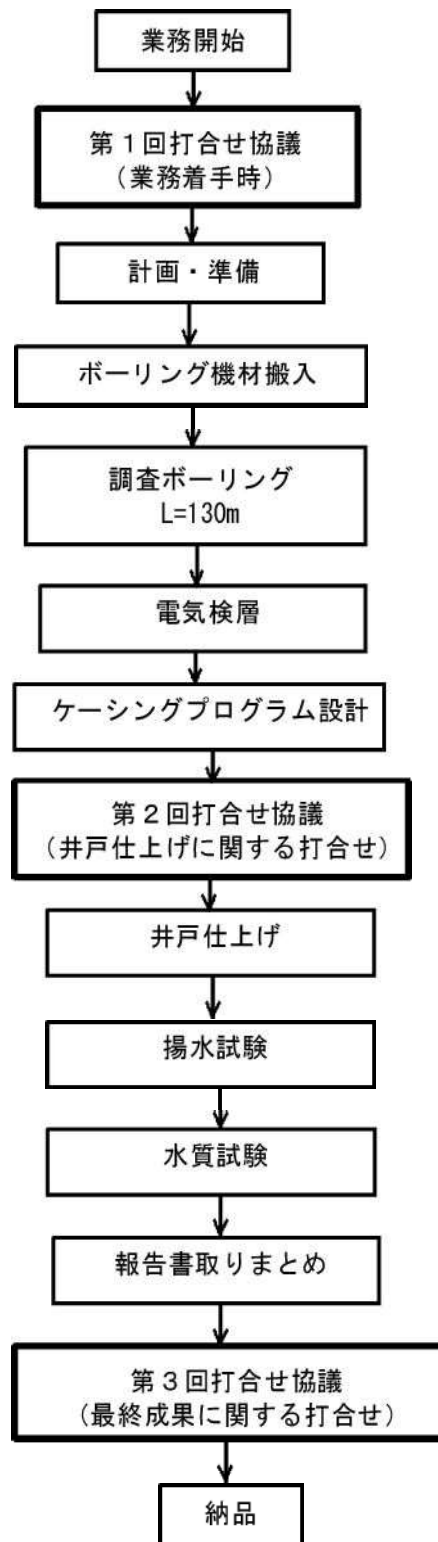 業務開始
第1回打合せ協議
（業務着手時）
計画・準備
ボーリング機材搬入
調査ボーリング
L=130m
電気検層
ケーシングプログラム設計
第2回打合せ協議
（井戸仕上げに関する打合せ）
井戸仕上げ
揚水試験
水質試験
報告書取りまとめ
第3回打合せ協議
（最終成果に関する打合せ）
納品